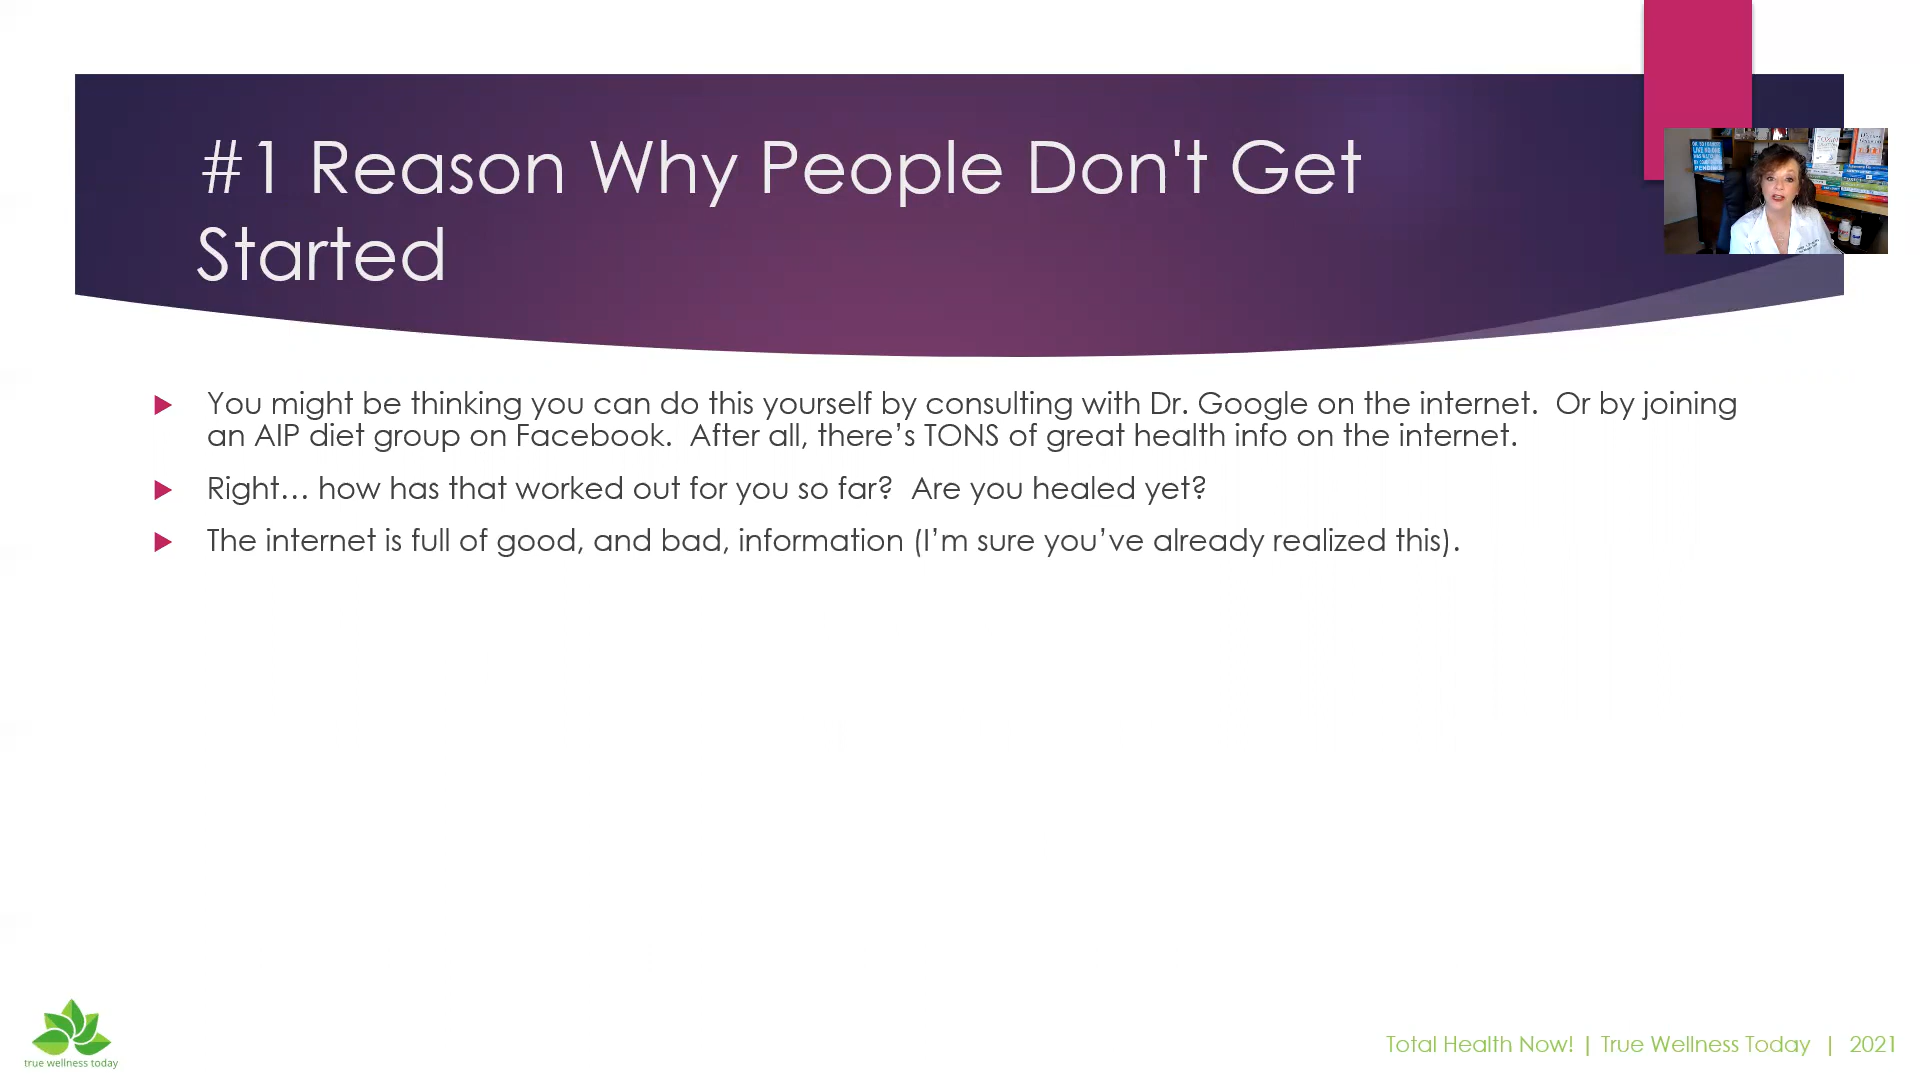 #1 Reason Why People Don't Get
Started
You might be thinking you can do this yourself by consulting with Dr. Google on the internet.  Or by joining
an AIP diet group on Facebook.  After all, there’s TONS of great health info on the internet.
Right… how has that worked out for you so far?  Are you healed yet?
The internet is full of good, and bad, information (I’m sure you’ve already realized this).
true wellness today
Total Health Now! | True Wellness Today  |  2021